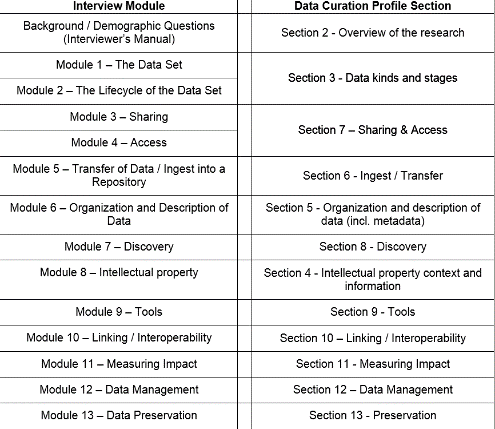 Interview Module
Data Curation Profile Section
Background / Demographic Questions
(Interviewer's Manual)
Section 2 - Overview of the research
Module 1 – The Data Set
Module 2 – The Lifecycle of the Data Set
Section 3 - Data kinds and stages
Module 3 – Sharing
Module 4 – Access
Section 7 – Sharing & Access
Module 5 – Transfer of Data / Ingest into a
Repository
Section 6 - Ingest / Transfer
Module 6 – Organization and Description of
Data
Section 5 - Organization and description of
data (incl. metadata)
Module 7 – Discovery
Section 8 - Discovery
Module 8 – Intellectual property
Section 4 - Intellectual property context and
information
Module 9 – Tools
Section 9 - Tools
Module 10 – Linking / Interoperability
Section 10 – Linking / Interoperability
Module 11 – Measuring Impact
Section 11 - Measuring Impact
Module 12 – Data Management
Section 12 – Data Management
Module 13 – Data Preservation
Section 13 - Preservation